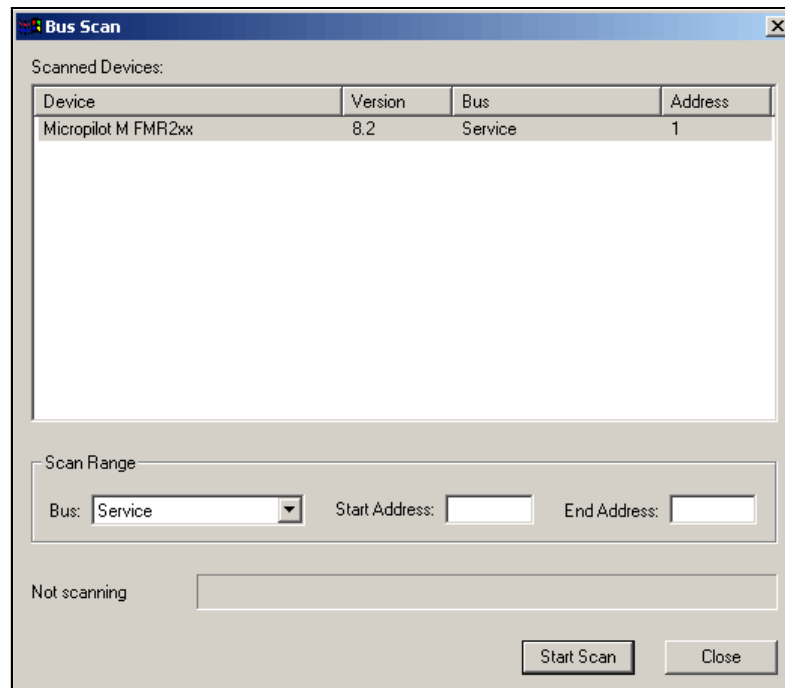 Bus Scan
Scanned Devices:
Device Version Bus Address
Micropilot M FMR2xx 8.2 Service 1
Scan Range
Bus: Service Start Address: End Address:
Not scanning
Start Scan Close